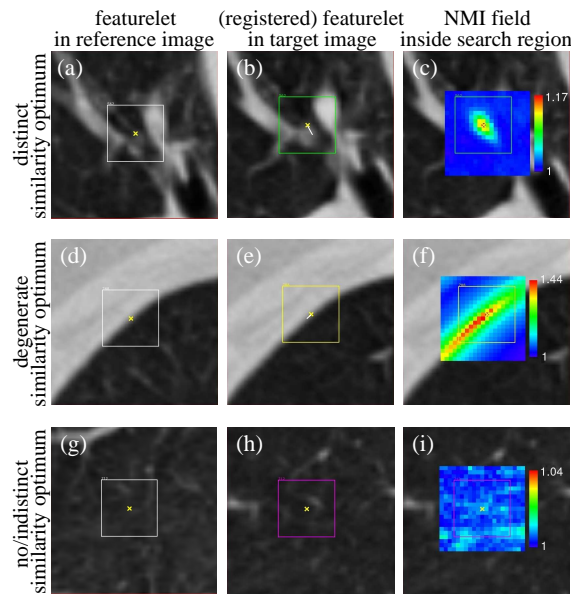 featurelet
in reference image
(registered) featurelet
in target image
NMI field
inside search region
distinct
similarity optimum
(a)
(b)
(c)
1.17
1
degenerate
similarity optimum
(d)
(e)
(f)
1.44
1
no/indistinct
similarity optimum
(g)
(h)
(i)
1.04
1